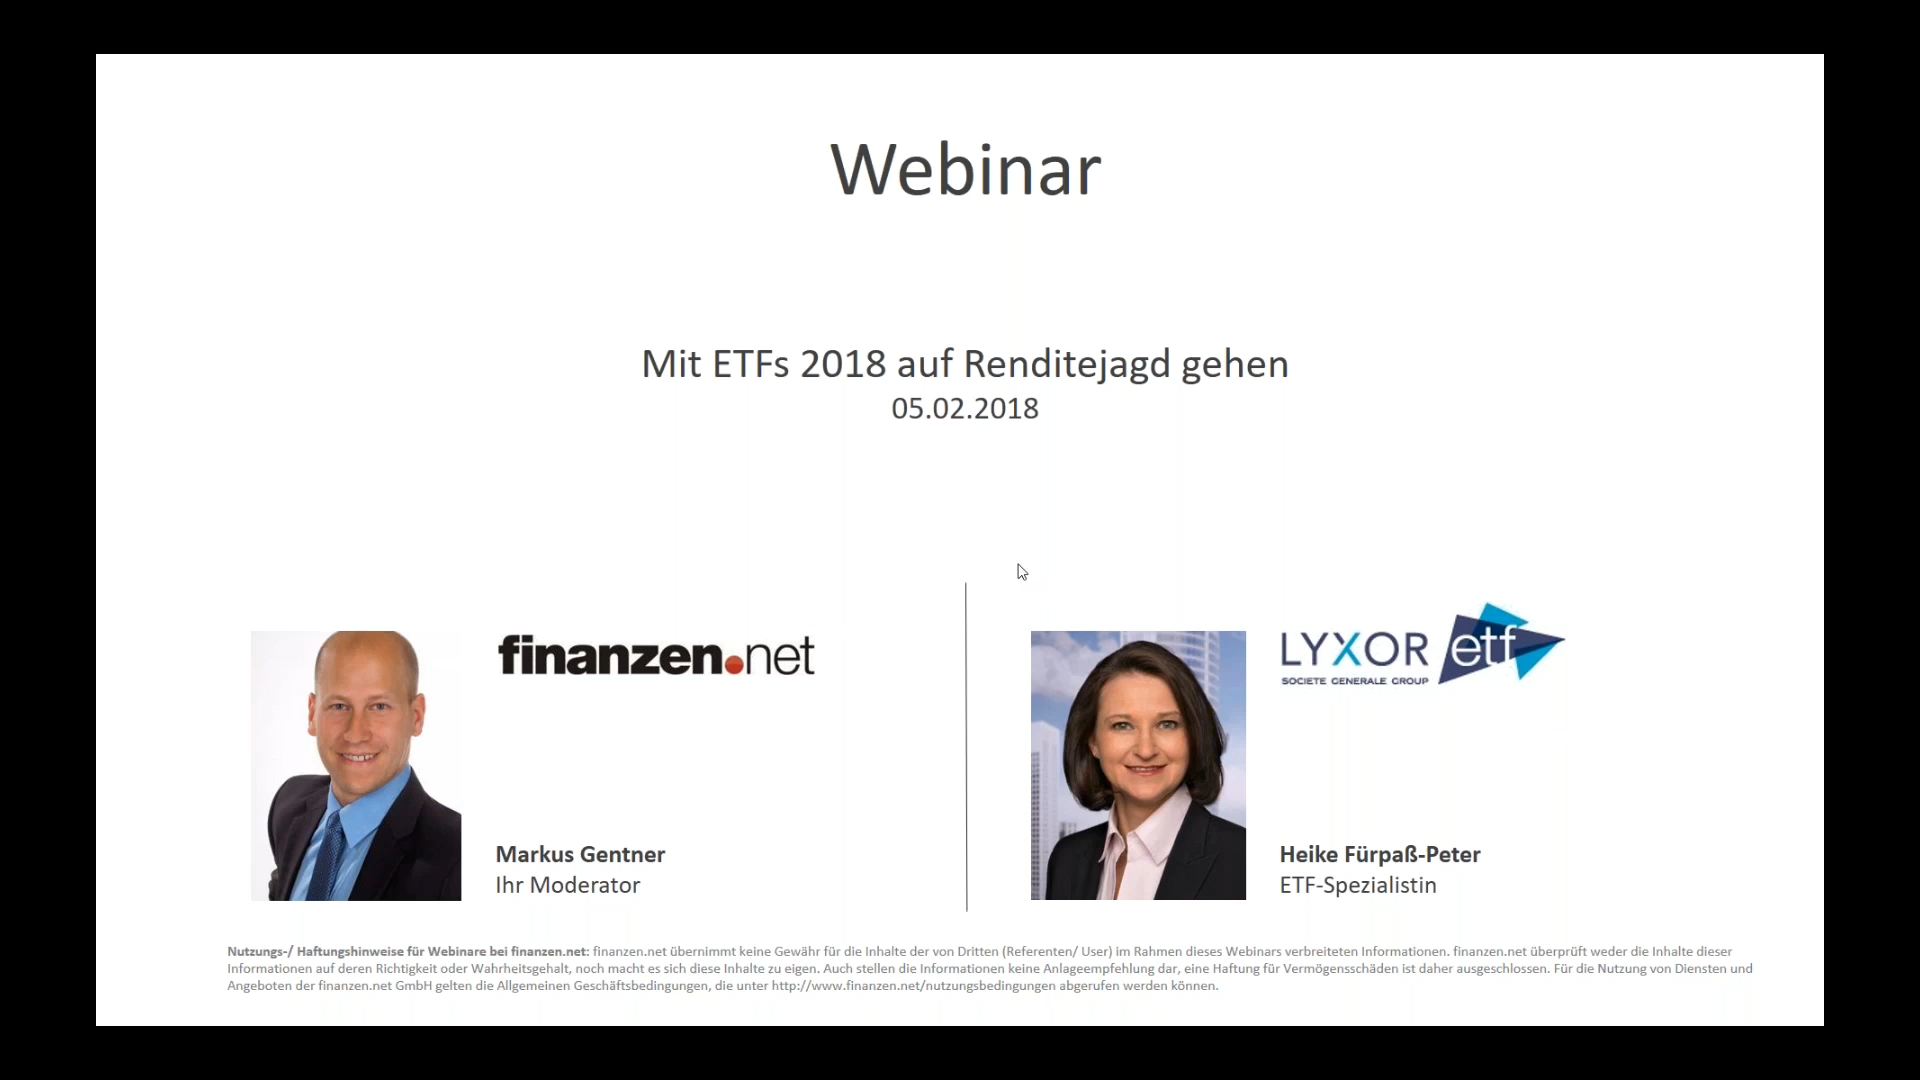 Webinar
Mit ETFs 2018 auf Renditejagd gehen
05.02.2018
finanzen.net
Markus Gentner
Ihr Moderator
LYXOR etf
SOCIETE GENERALE GROUP
Heike Fürpaß-Peter
ETF-Spezialistin
Nutzungs-/ Haftungshinweise für Webinare bei finanzen.net: finanzen.net übernimmt keine Gewähr für die Inhalte der von Dritten (Referenten/ User) im Rahmen dieses Webinars verbreiteten Informationen. finanzen.net überprüft weder die Inhalte dieser
Informationen auf deren Richtigkeit oder Wahrheitsgehalt, noch macht es sich diese Inhalte zu eigen. Auch stellen die Informationen keine Anlageempfehlung dar, eine Haftung für Vermögensschäden ist daher ausgeschlossen. Für die Nutzung von Diensten und
Angeboten der finanzen.net GmbH gelten die Allgemeinen Geschäftsbedingungen, die unter http://www.finanzen.net/nutzungsbedingungen abgerufen werden können.